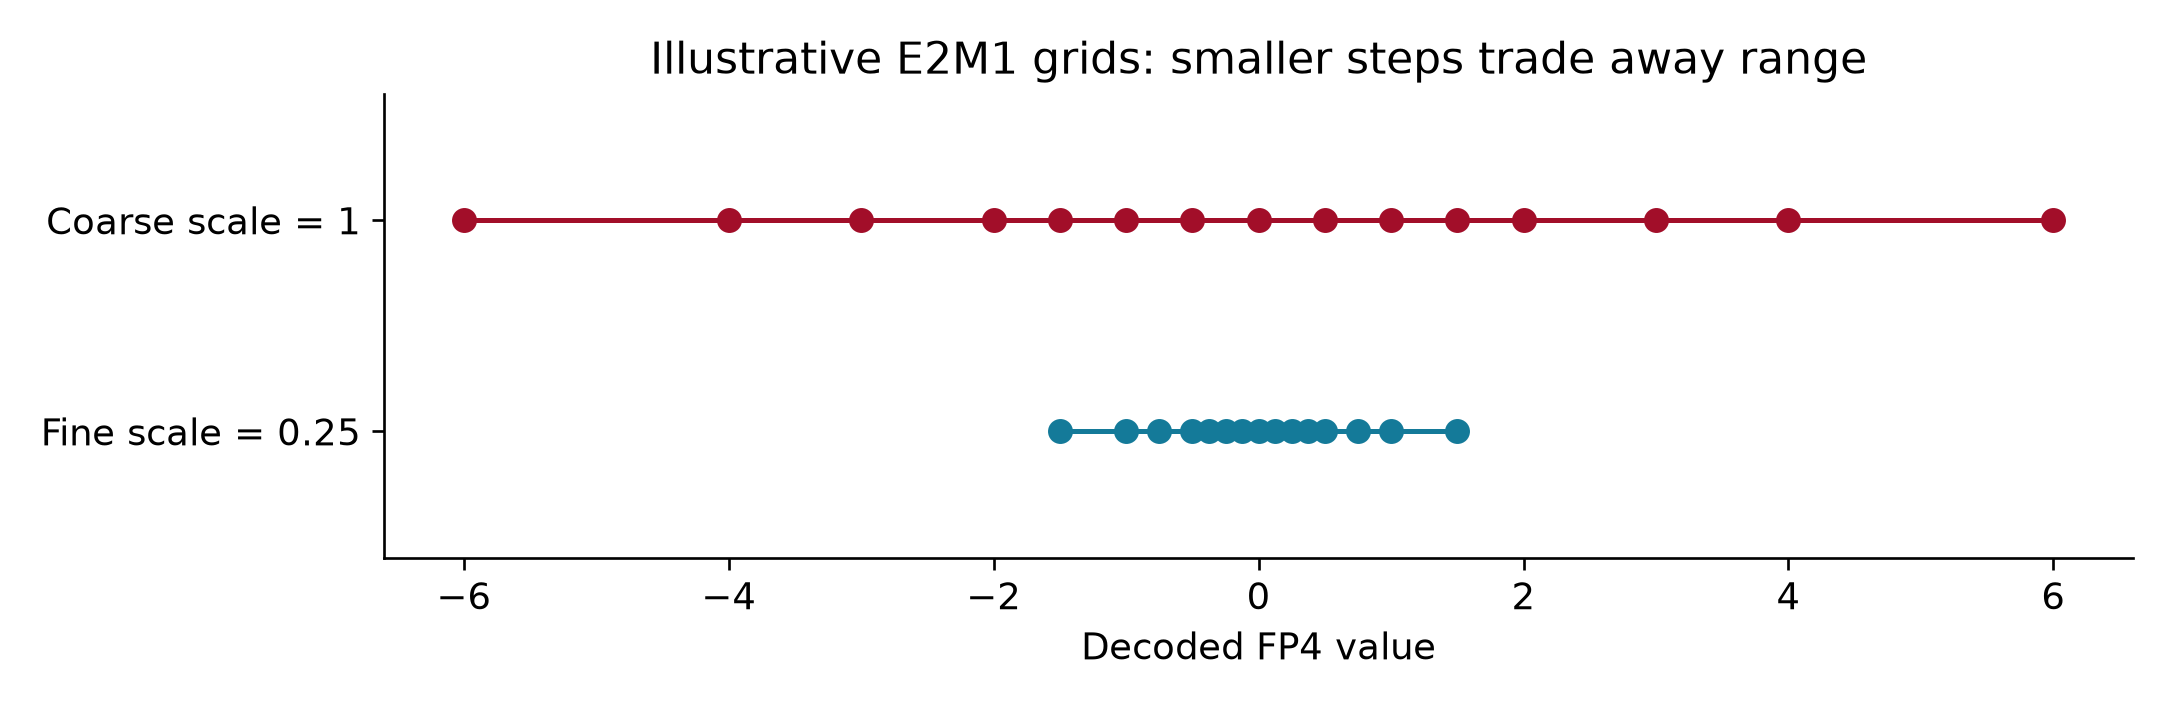 Illustrative E2M1 grids: smaller steps trade away range
Coarse scale = 1
Fine scale = 0.25
−6 −4 −2 0 2 4 6
Decoded FP4 value